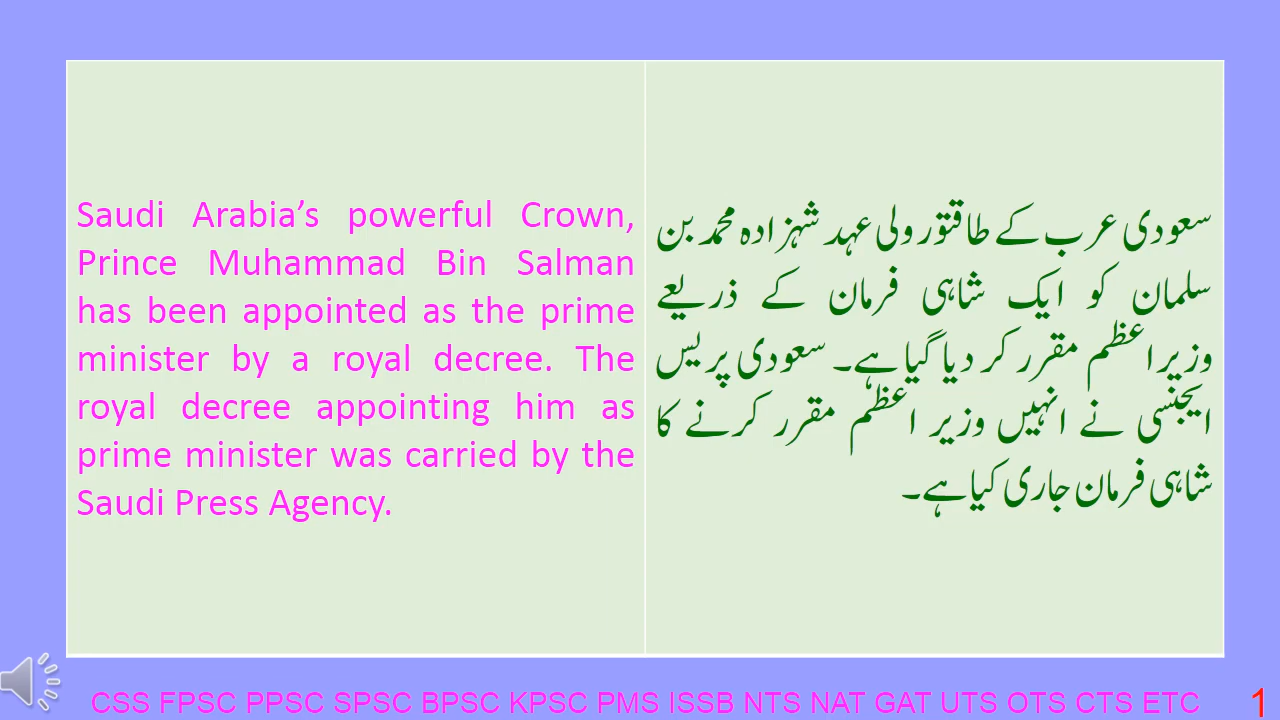 Saudi Arabia’s powerful Crown,
Prince Muhammad Bin Salman
has been appointed as the prime
minister by a royal decree. The
royal decree appointing him as
prime minister was carried by the
Saudi Press Agency.
سعودی عرب کے طاقتور ولی عہد شہزادہ محمد بن
سلمان کو ایک شاہی فرمان کے ذریعے
وزیراعظم مقرر کر دیا گیا ہے۔ سعودی پریس
ایجنسی نے انہیں وزیر اعظم مقرر کرنے کا
شاہی فرمان جاری کیا ہے۔
CSS FPSC PPSC SPSC BPSC KPSC PMS ISSB NTS NAT GAT UTS OTS CTS ETC
1